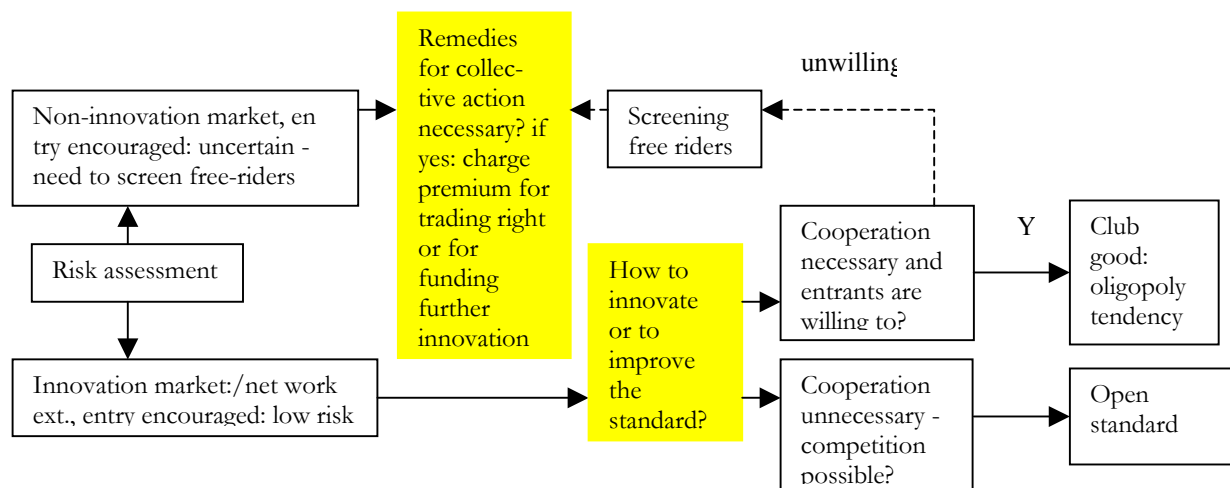 Remedies
for collec-
tive action
necessary? if
yes: charge
premium for
trading right
or for
funding
further
innovation
unwilling
Non-innovation market, en
try encouraged: uncertain -
need to screen free-riders
Screening
free riders
Risk assessment
How to
innovate
or to
improve
the
standard?
Cooperation
necessary and
entrants are
willing to?
Y
Club
good:
oligopoly
tendency
Innovation market:/net work
ext., entry encouraged: low risk
Cooperation
unnecessary -
competition
possible?
Open
standard